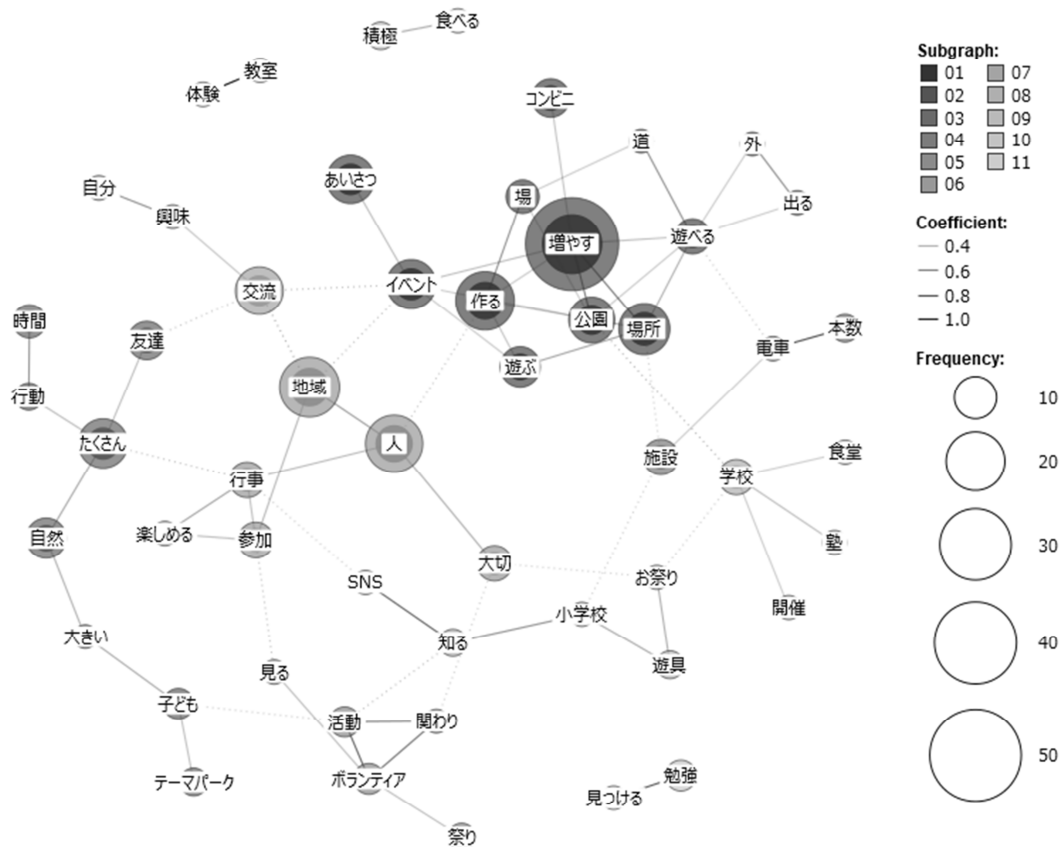 食べる
積極
教室
体験
コンビニ
道
外
あいさつ
自分
場
出る
興味
増やす
遊べる
イベント
交流
作る
時間
公園
場所
本数
友達
電車
遊ぶ
地域
行動
たくさん
人
食堂
施設
行事
学校
楽しめる
自然
参加
塾
大切
SNS
お祭り
開催
小学校
大きい
知る
見る
遊具
子ども
活動
関わり
テーマパーク
ボランティア
勉強
見つける
祭り
Subgraph:
01 07
02 08
03 09
04 10
05 11
06
Coefficient:
0.4
0.6
0.8
1.0
Frequency:
10
20
30
40
50